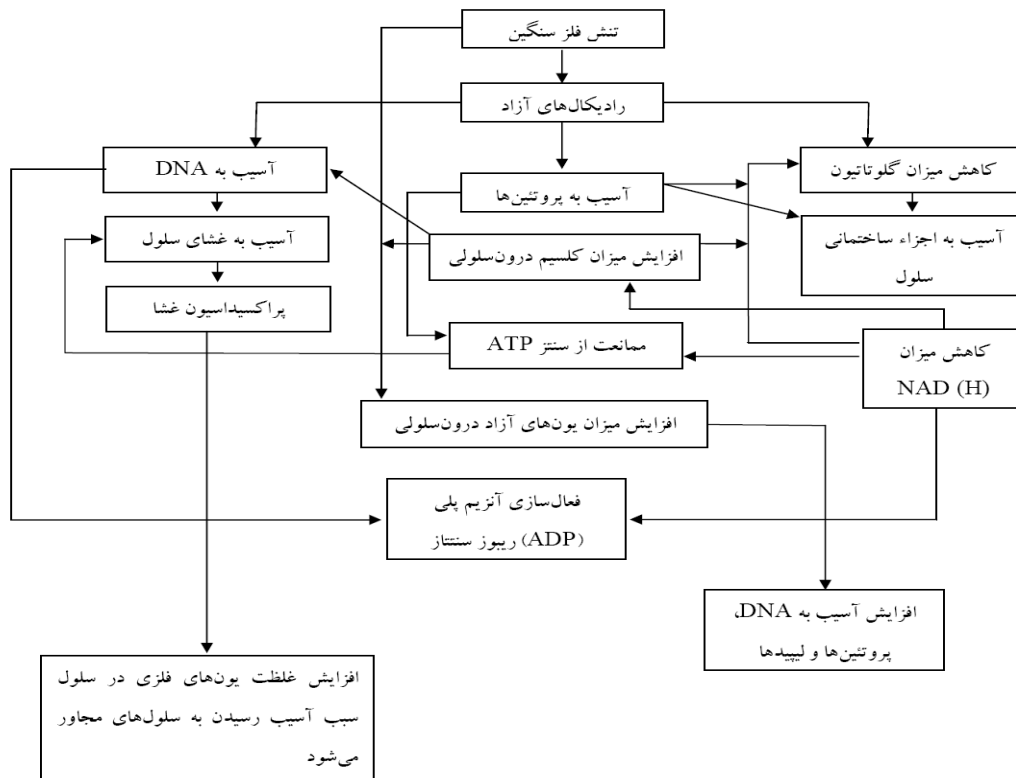 تنش فلز سنگین
رادیکال‌های آزاد
آسیب به DNA
کاهش میزان گلوتاتیون
آسیب به پروتئین‌ها
آسیب به غشای سلول
افزایش میزان کلسیم درون‌سلولی
آسیب به اجزاء ساختمانی
سلول
پراکسیداسیون غشا
ممانعت از سنتز ATP
کاهش میزان
NAD (H)
افزایش میزان یون‌های آزاد درون‌سلولی
فعال‌سازی آنزیم پلی
(ADP) ریبوز سنتتاز
افزایش آسیب به DNA،
پروتئین‌ها و لیپیدها
افزایش غلظت یون‌های فلزی در سلول
سبب آسیب رسیدن به سلول‌های مجاور
می‌شود